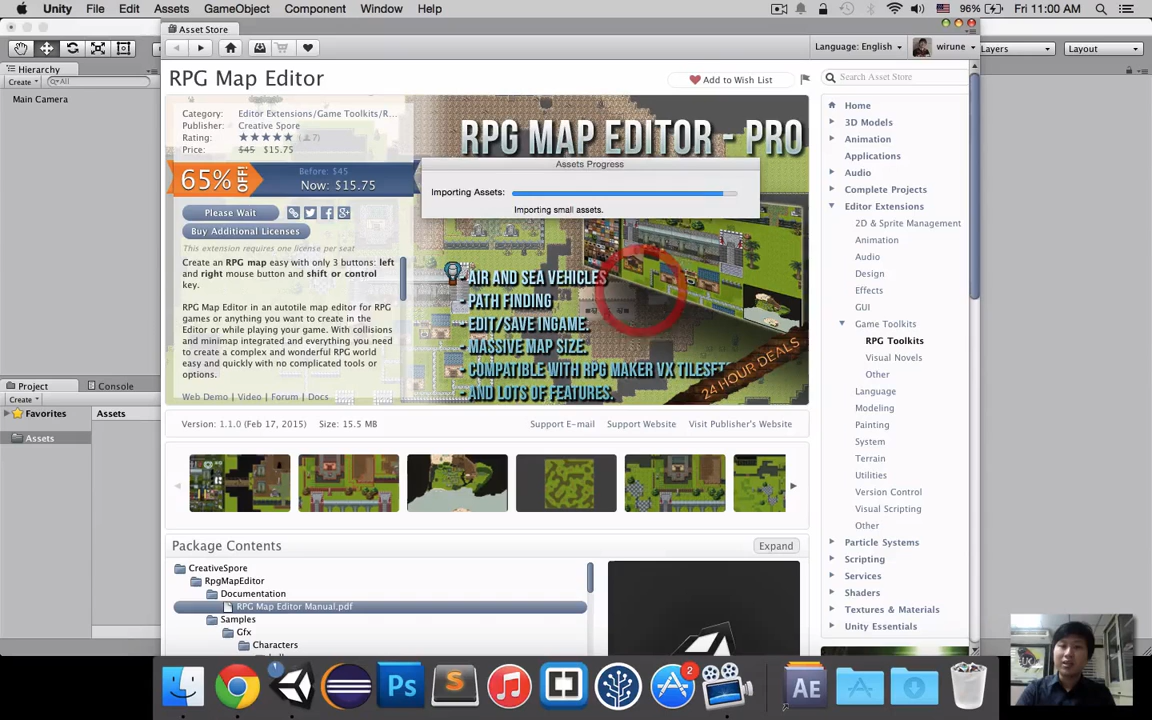 Unity File Edit Assets GameObject Component Window Help
96% Fri 11:00 AM
Asset Store
Layers
Layout
Hierarchy
Create
All
Main Camera
Language: English
wirune
RPG Map Editor
Add to Wish List
Search Asset Store
Category: Editor Extensions/Game Toolkits/R...
Publisher: Creative Spore
Rating: ★★★★★ (7)
Price: $45 $15.75
65% OFF!
Before: $45
Now: $15.75
Please Wait
Buy Additional Licenses
This extension requires one license per seat
Create an RPG map easy with only 3 buttons: left
and right mouse button and shift or control
key.
RPG Map Editor in an autotile map editor for RPG
games or anything you want to create in the
Editor or while playing your game. With collisions
and minimap integrated and everything you need
to create a complex and wonderful RPG world
easy and quickly with no complicated tools or
options.
Web Demo | Video | Forum | Docs
RPG MAP EDITOR - PRO
Assets Progress
Importing Assets:
Importing small assets.
- AIR AND SEA VEHICLES
- PATH FINDING
- EDIT/SAVE INGAME.
- MASSIVE MAP SIZE.
- COMPATIBLE WITH RPG MAKER VX TILESET
- AND LOTS OF FEATURES.
24 HOUR DEALS
Home
3D Models
Animation
Applications
Audio
Complete Projects
Editor Extensions
2D & Sprite Management
Animation
Audio
Design
Effects
GUI
Game Toolkits
RPG Toolkits
Visual Novels
Other
Language
Modeling
Painting
System
Terrain
Utilities
Version Control
Visual Scripting
Other
Particle Systems
Scripting
Services
Shaders
Textures & Materials
Unity Essentials
Project
Console
Create
Favorites
Assets
Assets
Version: 1.1.0 (Feb 17, 2015) Size: 15.5 MB
Support E-mail Support Website Visit Publisher's Website
Package Contents
Expand
CreativeSpore
RpgMapEditor
Documentation
RPG Map Editor Manual.pdf
Samples
Gfx
Characters
Ps
S
2
AE